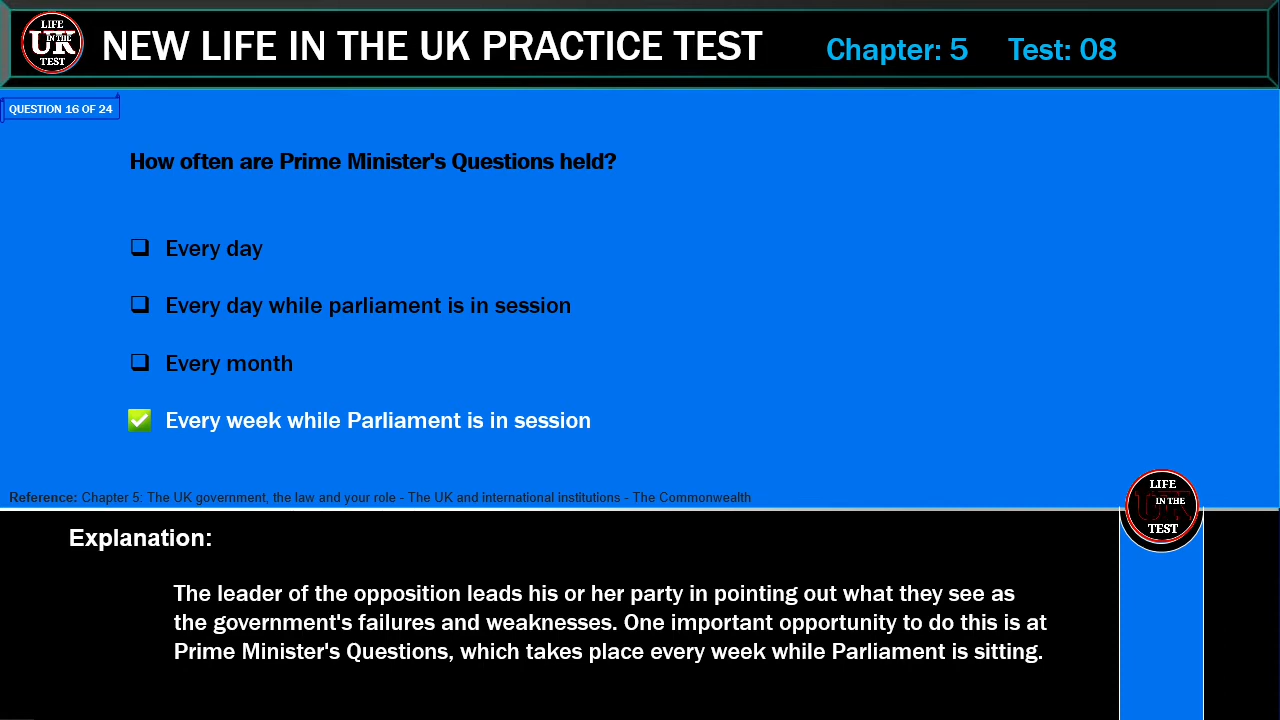 LIFE
IN THE
UK
TEST
NEW LIFE IN THE UK PRACTICE TEST
Chapter: 5 Test: 08
QUESTION 16 OF 24
How often are Prime Minister's Questions held?
❑ Every day
❑ Every day while parliament is in session
❑ Every month
✅ Every week while Parliament is in session
Reference: Chapter 5: The UK government, the law and your role - The UK and international institutions - The Commonwealth
LIFE
IN THE
UK
TEST
Explanation:
The leader of the opposition leads his or her party in pointing out what they see as
the government's failures and weaknesses. One important opportunity to do this is at
Prime Minister's Questions, which takes place every week while Parliament is sitting.